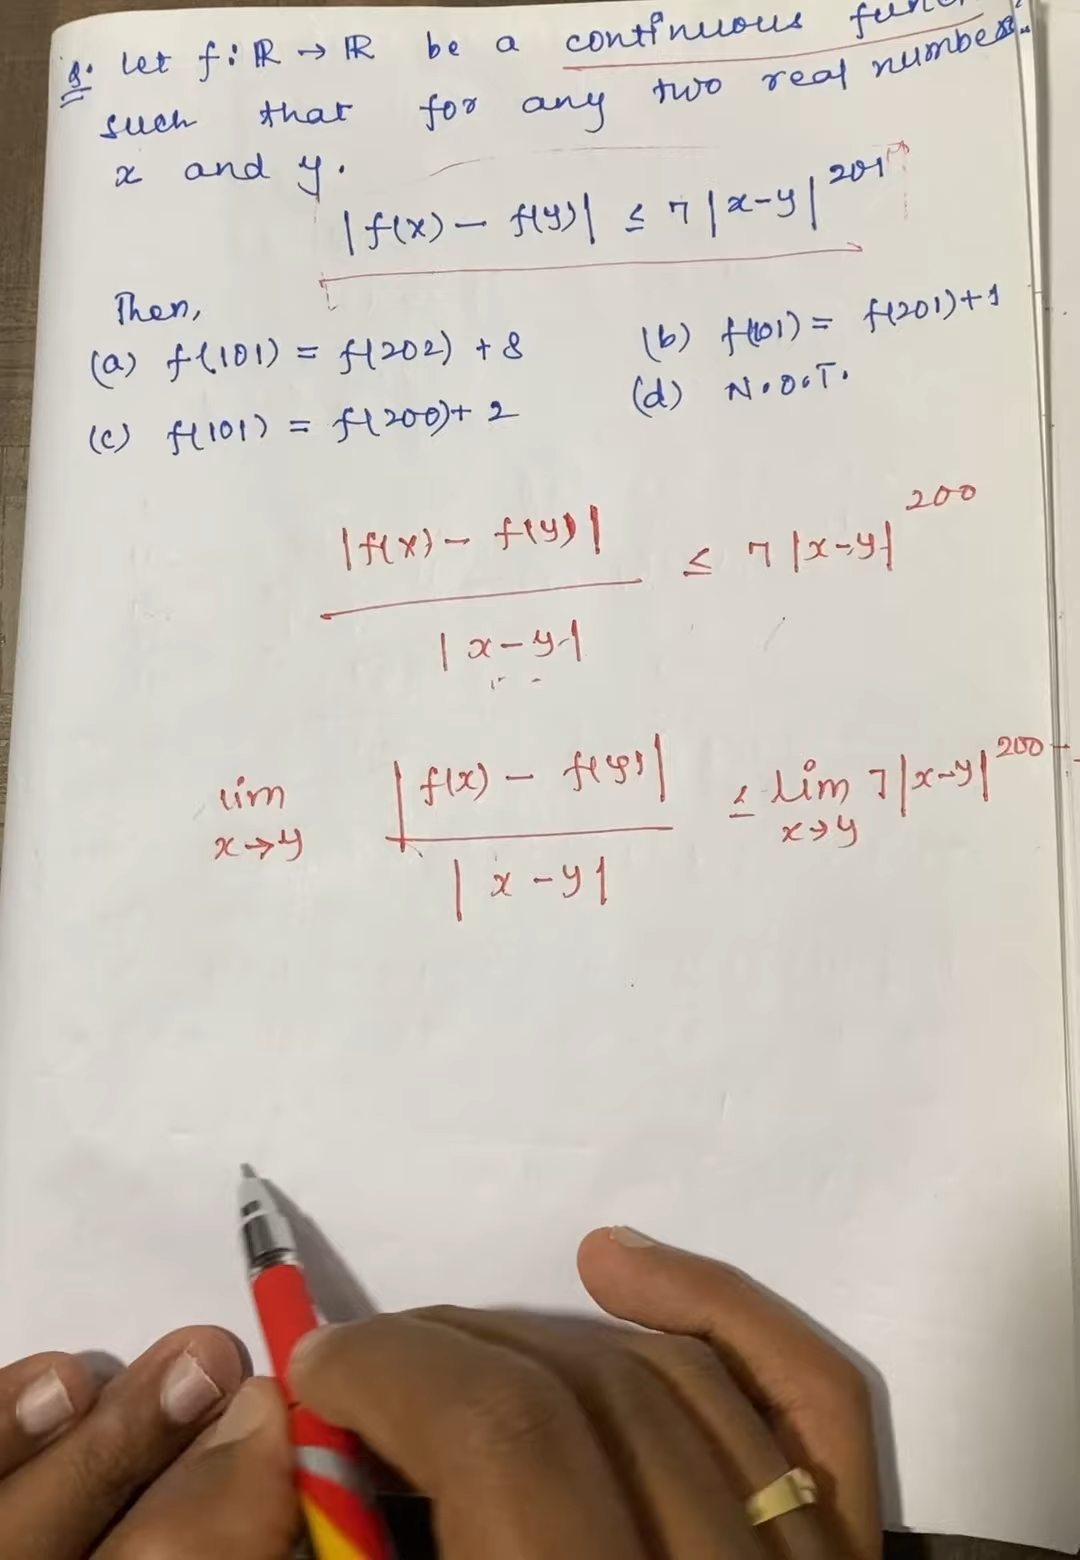 Q. Let f: ℝ → ℝ be a continuous
such that for any two real numbers
x and y.
|f(x) - f(y)| ≤ 7 |x-y|^201
Then,
(a) f(101) = f(202) + 8 (b) f(101) = f(201)+1
(c) f(101) = f(200)+ 2 (d) N.O.T.
|f(x) - f(y)| / |x-y| ≤ 7 |x-y|^200
lim x→y |f(x) - f(y)| / |x-y| ≤ lim x→y 7|x-y|^200